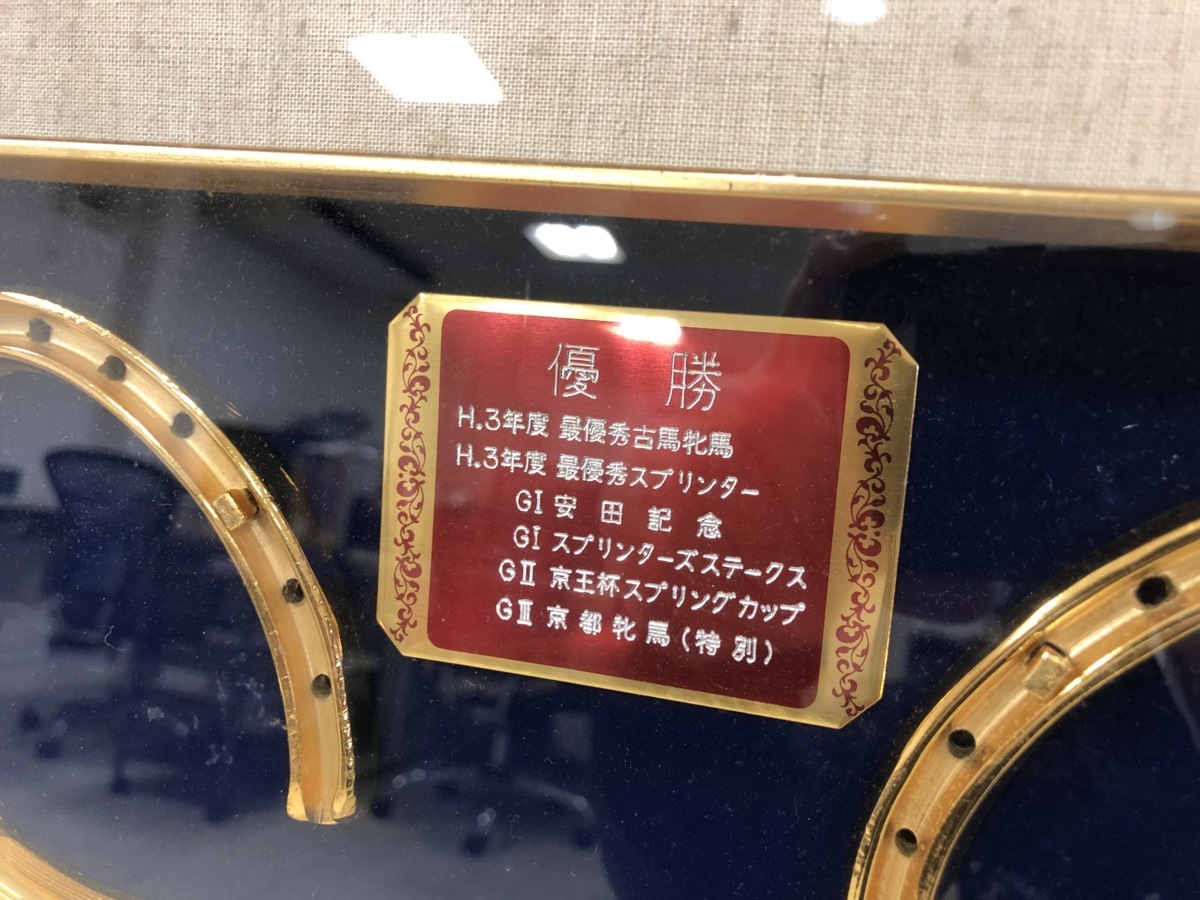 優勝
H.3年度 最優秀古馬牝馬
H.3年度 最優秀スプリンター
GI 安田記念
GI スプリンターズステークス
GⅡ 京王杯スプリングカップ
GⅢ 京都牝馬(特別)